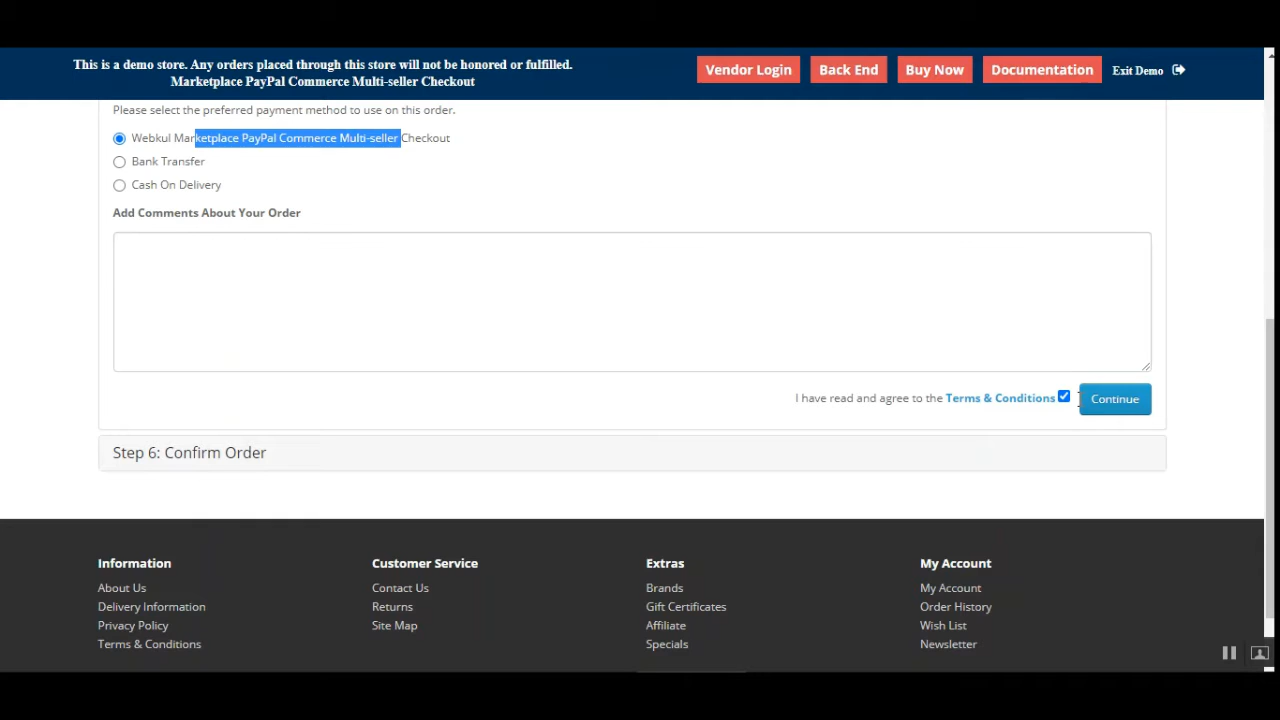 This is a demo store. Any orders placed through this store will not be honored or fulfilled.
Marketplace PayPal Commerce Multi-seller Checkout
Vendor Login
Back End
Buy Now
Documentation
Exit Demo
Please select the preferred payment method to use on this order.
Webkul Marketplace PayPal Commerce Multi-seller Checkout
Bank Transfer
Cash On Delivery
Add Comments About Your Order
I have read and agree to the Terms & Conditions
Continue
Step 6: Confirm Order
Information
About Us
Delivery Information
Privacy Policy
Terms & Conditions
Customer Service
Contact Us
Returns
Site Map
Extras
Brands
Gift Certificates
Affiliate
Specials
My Account
My Account
Order History
Wish List
Newsletter